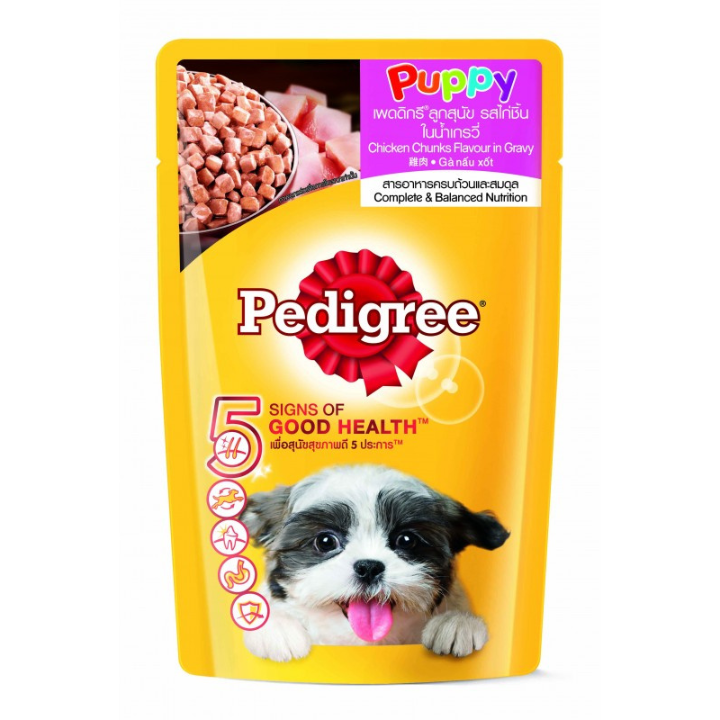 Puppy
เพดดิกรี® ลูกสุนัข รสไก่ชิ้น
ในน้ำเกรวี่
Chicken Chunks Flavour in Gravy
雞肉 • Gà nấu xốt
สารอาหารครบถ้วนและสมดุล
Complete & Balanced Nutrition
Pedigree®
5 SIGNS OF
GOOD HEALTH™
เพื่อสุนัขสุขภาพดี 5 ประการ™